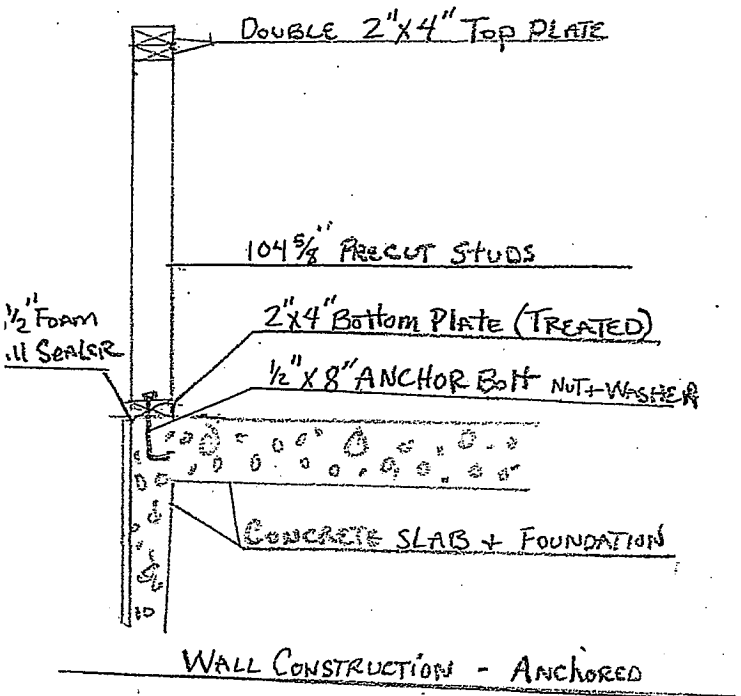 DOUBLE 2"X4" TOP PLATE
104 5/8" PRECUT STUDS
1/2" FOAM
SEALER
2"X4" BOTTOM PLATE (TREATED)
1/2" X 8" ANCHOR BOLT NUT + WASHER
CONCRETE SLAB + FOUNDATION
WALL CONSTRUCTION - ANCHORED